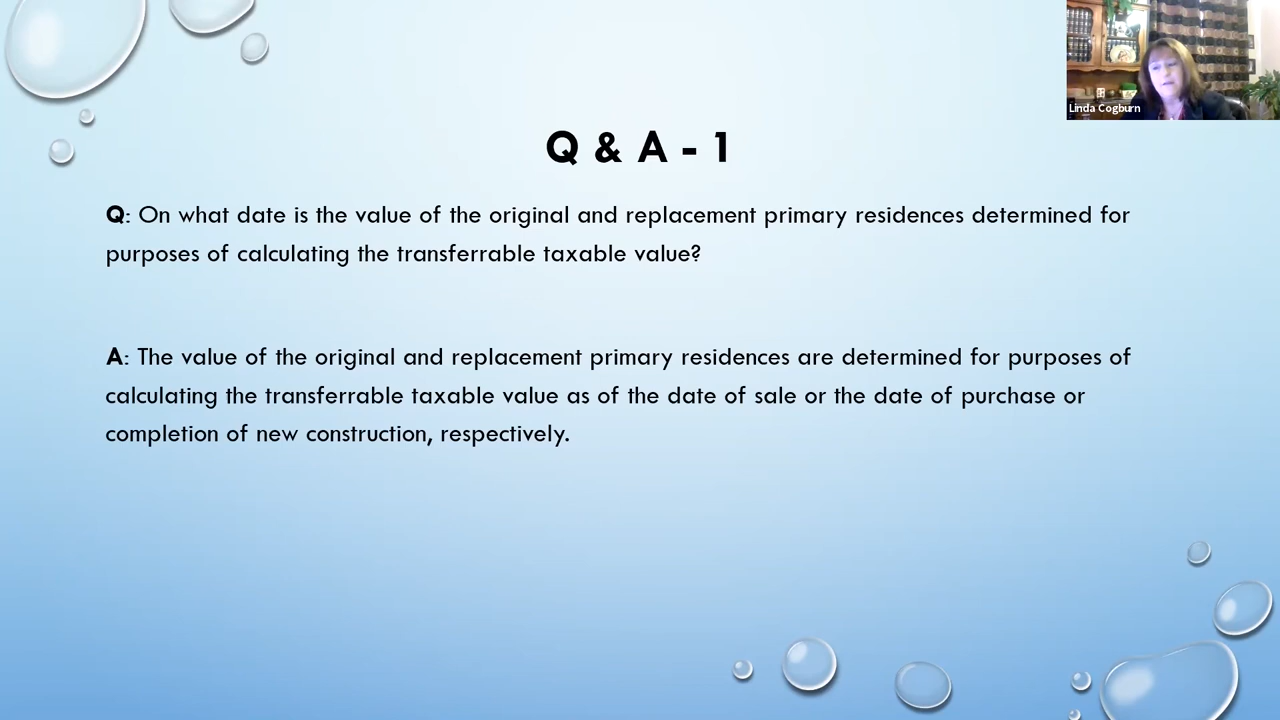 Linda Cogburn
Q & A - 1
Q: On what date is the value of the original and replacement primary residences determined for
purposes of calculating the transferrable taxable value?
A: The value of the original and replacement primary residences are determined for purposes of
calculating the transferrable taxable value as of the date of sale or the date of purchase or
completion of new construction, respectively.